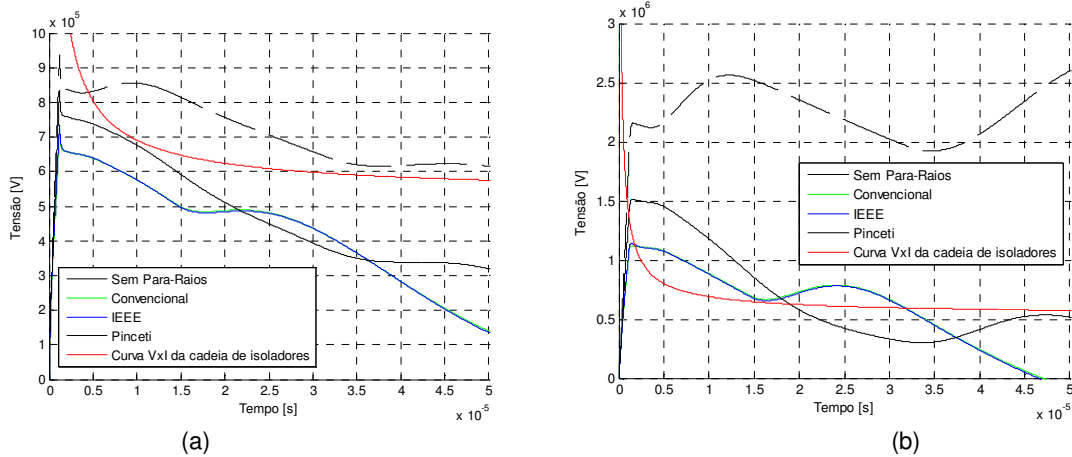 x 10^5
10
9
8
7
6
5
4
3
2
1
0
Tensão [V]
Sem Para-Raios
Convencional
IEEE
Pinceti
Curva VxI da cadeia de isoladores
0 0.5 1 1.5 2 2.5 3 3.5 4 4.5 5
Tempo [s]
x 10^-5
(a)
x 10^6
3
2.5
2
1.5
1
0.5
0
Tensão [V]
Sem Para-Raios
Convencional
IEEE
Pinceti
Curva VxI da cadeia de isoladores
0 0.5 1 1.5 2 2.5 3 3.5 4 4.5 5
Tempo [s]
x 10^-5
(b)